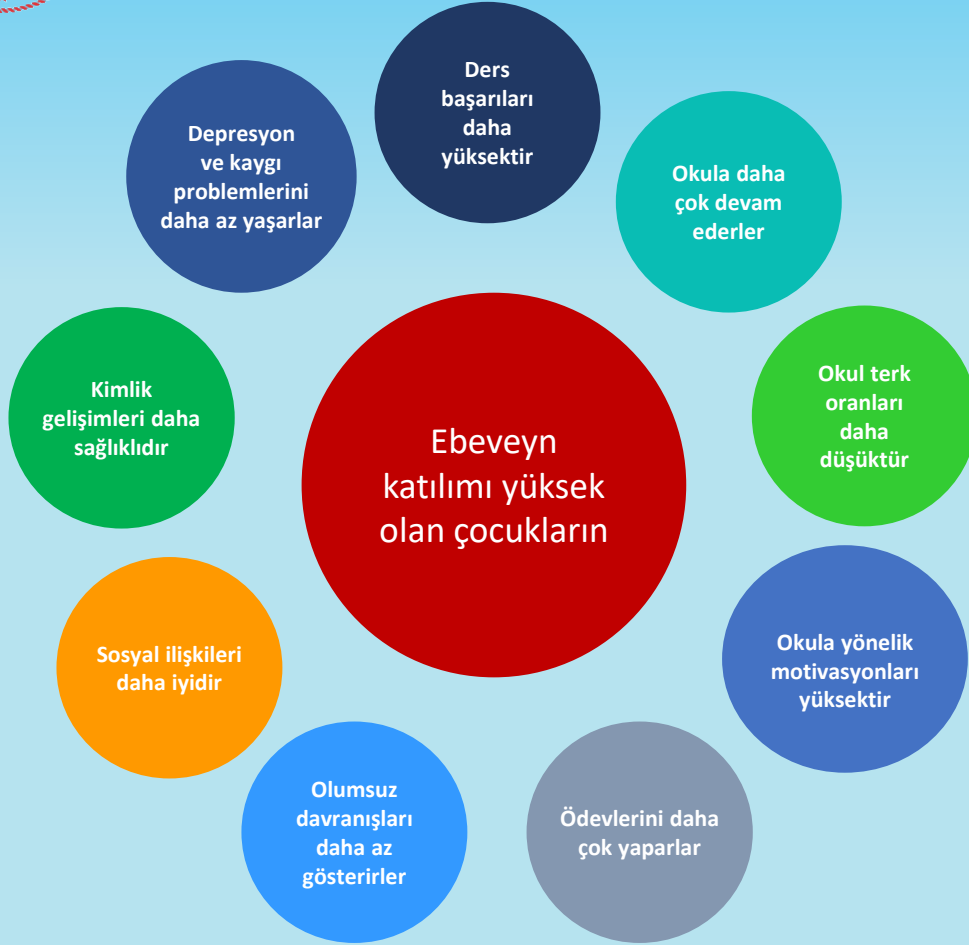 Ders
başarıları
daha
yüksektir
Okula daha
çok devam
ederler
Okul terk
oranları
daha
düşüktür
Okula yönelik
motivasyonları
yüksektir
Ödevlerini daha
çok yaparlar
Olumsuz
davranışları
daha az
gösterirler
Sosyal ilişkileri
daha iyidir
Kimlik
gelişimleri daha
sağlıklıdır
Depresyon
ve kaygı
problemlerini
daha az yaşarlar
Ebeveyn
katılımı yüksek
olan çocukların